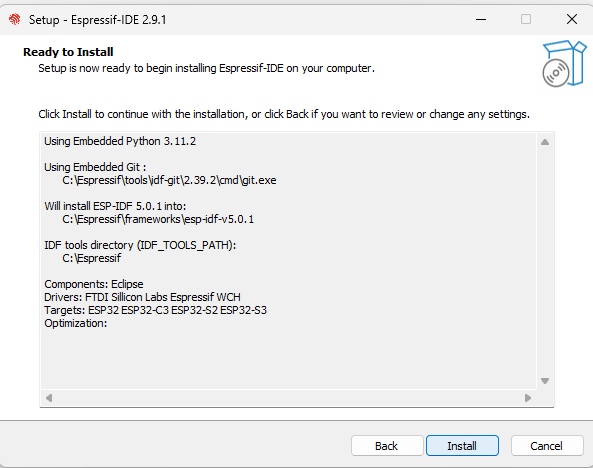 Setup - Espressif-IDE 2.9.1
Ready to Install
Setup is now ready to begin installing Espressif-IDE on your computer.
Click Install to continue with the installation, or click Back if you want to review or change any settings.
Using Embedded Python 3.11.2
Using Embedded Git :
C:\Espressif\tools\idf-git\2.39.2\cmd\git.exe
Will install ESP-IDF 5.0.1 into:
C:\Espressif\frameworks\esp-idf-v5.0.1
IDF tools directory (IDF_TOOLS_PATH):
C:\Espressif
Components: Eclipse
Drivers: FTDI Sillicon Labs Espressif WCH
Targets: ESP32 ESP32-C3 ESP32-S2 ESP32-S3
Optimization:
Back Install Cancel